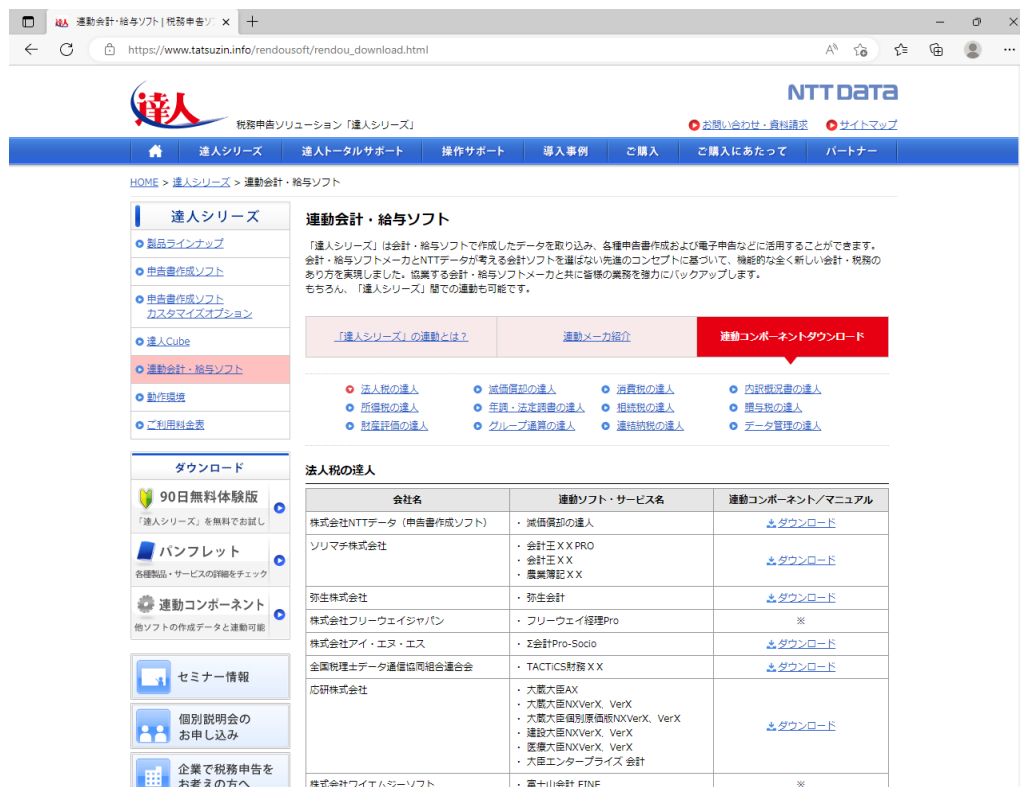 達人 連動会計・給与ソフト | 税務申告ソ
https://www.tatsuzin.info/rendousoft/rendou_download.html
達人
税務申告ソリューション「達人シリーズ」
NTT DATA
お問い合わせ・資料請求 サイトマップ
達人シリーズ 達人トータルサポート 操作サポート 導入事例 ご購入 ご購入にあたって パートナー
HOME > 達人シリーズ > 連動会計・給与ソフト
達人シリーズ
製品ラインナップ
申告書作成ソフト
申告書作成ソフト
カスタマイズオプション
達人Cube
連動会計・給与ソフト
動作環境
ご利用料金表
ダウンロード
90日無料体験版
「達人シリーズ」を無料でお試し
パンフレット
各種製品・サービスの詳細をチェック
連動コンポーネント
他ソフトの作成データと連動可能
セミナー情報
個別説明会の
お申し込み
企業で税務申告を
お考えの方へ
連動会計・給与ソフト
「達人シリーズ」は会計・給与ソフトで作成したデータを取り込み、各種申告書作成および電子申告などに活用することができます。
会計・給与ソフトメーカとNTTデータが考える会計ソフトを選ばない先進のコンセプトに基づいて、機能的な全く新しい会計・税務の
あり方を実現しました。協業する会計・給与ソフトメーカと共に皆様の業務を強力にバックアップします。
もちろん、「達人シリーズ」間での連動も可能です。
「達人シリーズ」の連動とは? 連動メーカ紹介 連動コンポーネントダウンロード
法人税の達人 減価償却の達人 消費税の達人 内訳概況書の達人
所得税の達人 年調・法定調書の達人 相続税の達人 贈与税の達人
財産評価の達人 グループ通算の達人 連結納税の達人 データ管理の達人
法人税の達人
会社名 連動ソフト・サービス名 連動コンポーネント/マニュアル
株式会社NTTデータ(申告書作成ソフト) ・ 減価償却の達人 ダウンロード
ソリマチ株式会社 ・ 会計王XXPRO
・ 会計王XX ダウンロード
・ 農業簿記XX
弥生株式会社 ・ 弥生会計 ダウンロード
株式会社フリーウェイジャパン ・ フリーウェイ経理Pro ※
株式会社アイ・エヌ・エス ・ Σ会計Pro-Socio ダウンロード
全国税理士データ通信協同組合連合会 ・ TACTiCS財務XX ダウンロード
応研株式会社 ・ 大蔵大臣AX
・ 大蔵大臣NXVerX、VerX
・ 大蔵大臣個別原価版NXVerX、VerX
・ 建設大臣NXVerX、VerX ダウンロード
・ 医療大臣NXVerX、VerX
・ 大臣エンタープライズ 会計
株式会社ワイエムジーソフト ・ 富士山会計 FINE ※